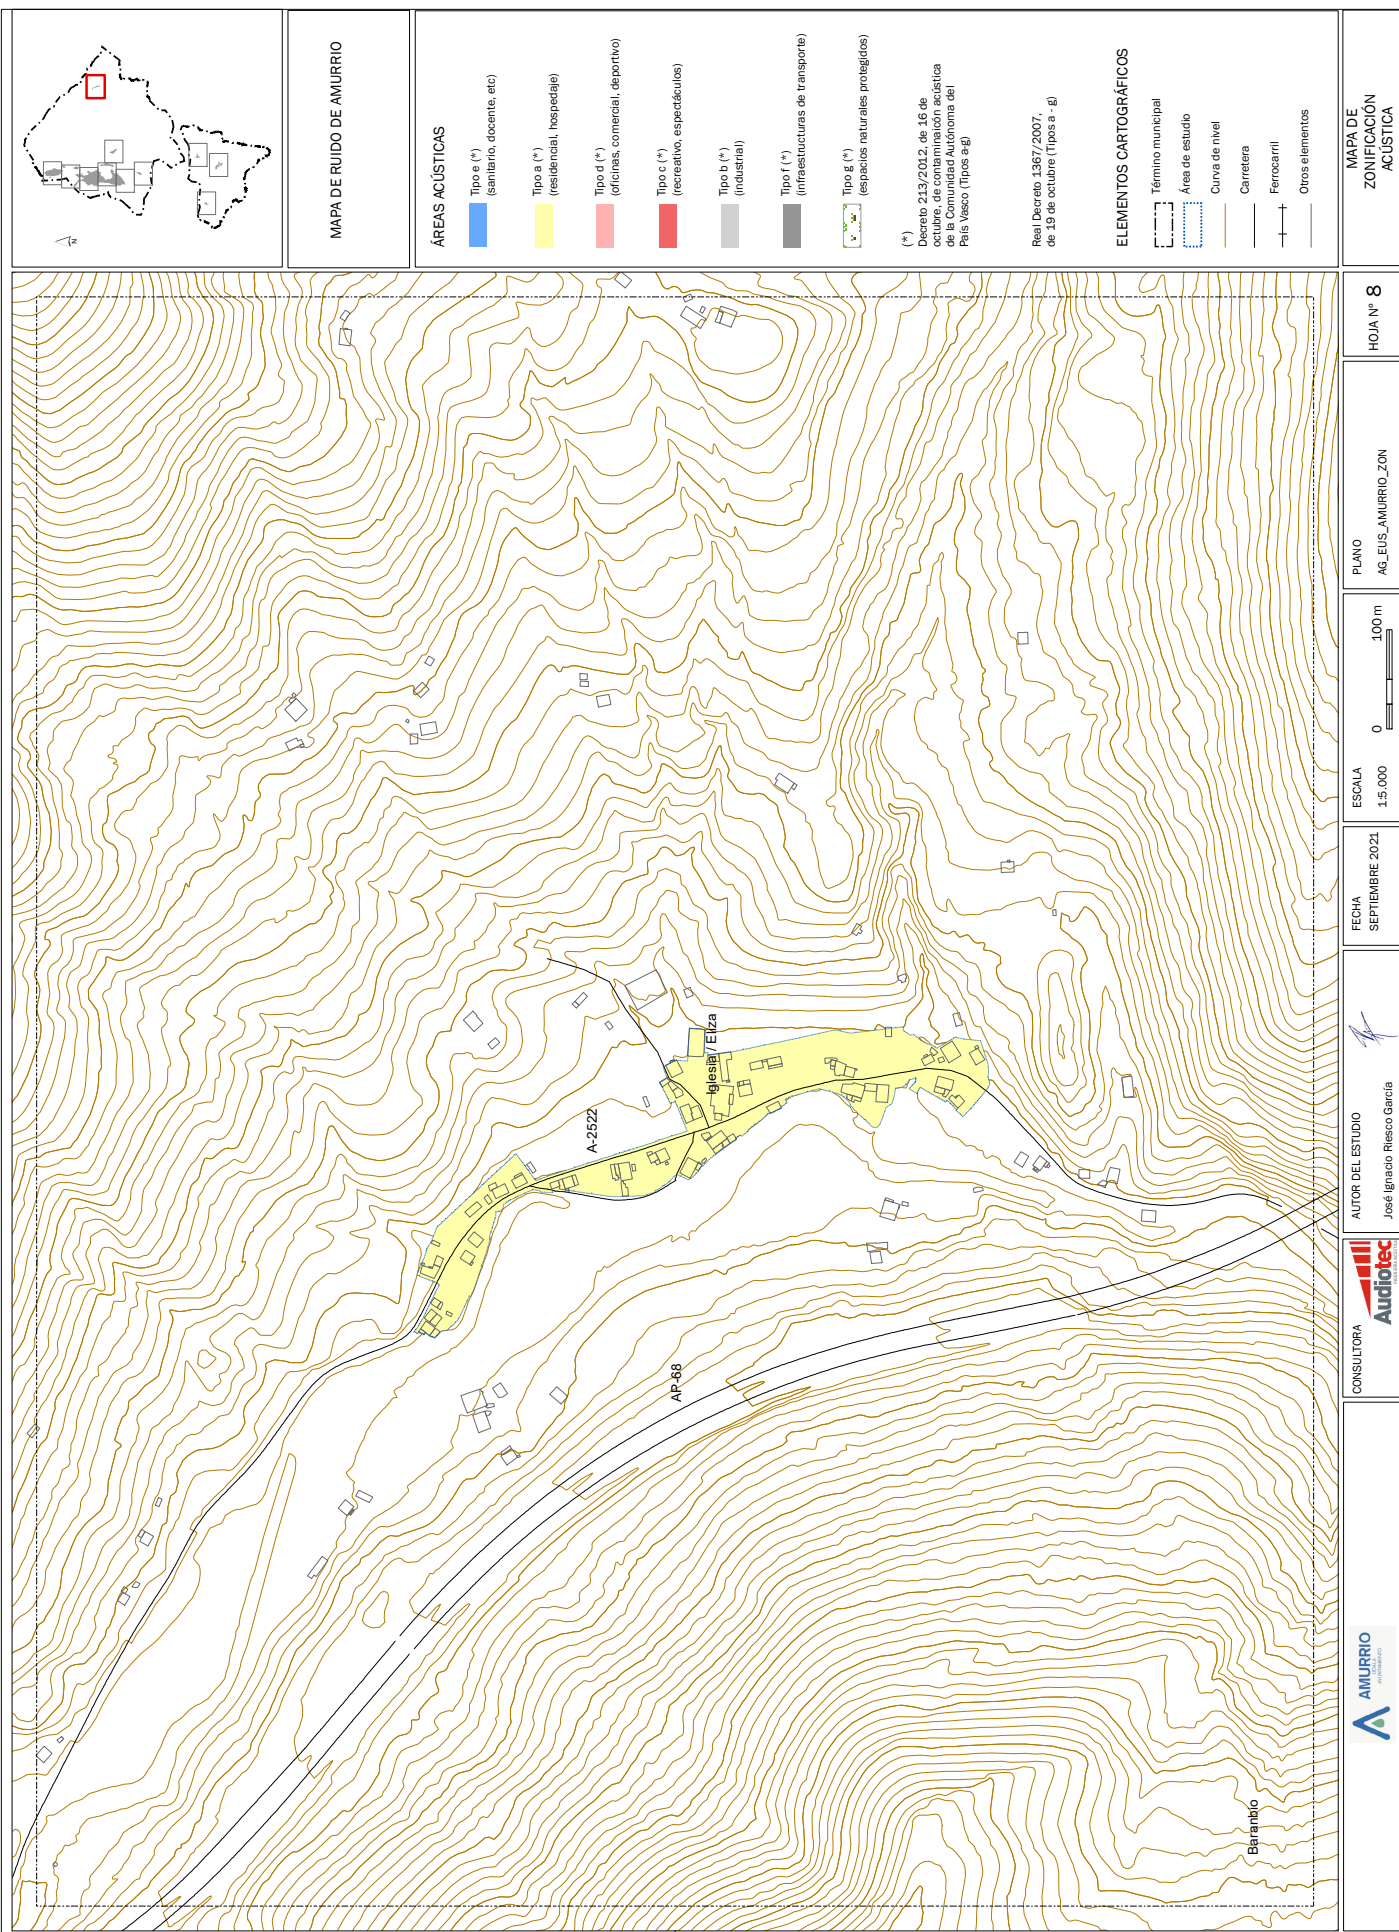 N
MAPA DE RUIDO DE AMURRIO
ÁREAS ACÚSTICAS
Tipo e (*)
(sanitario, docente, etc)
Tipo a (*)
(residencial, hospedaje)
Tipo d (*)
(oficinas, comercial, deportivo)
Tipo c (*)
(recreativo, espectáculos)
Tipo b (*)
(industrial)
Tipo f (*)
(infraestructuras de transporte)
Tipo g (*)
(espacios naturales protegidos)
(*)
Decreto 213/2012, de 16 de
octubre, de contaminaicón acústica
de la Comunidad Autónoma del
País Vasco (Tipos a-g)
Real Decreto 1367/2007,
de 19 de octubre (Tipos a - g)
ELEMENTOS CARTOGRÁFICOS
Término municipal
Área de estudio
Curva de nivel
Carretera
Ferrocarril
Otros elementos
MAPA DE
ZONIFICACIÓN
ACÚSTICA
A-2522
Iglesia / Eliza
AP-68
Baranbio
AMURRIO
UDALA
AYUNTAMIENTO
CONSULTORA
Audiotec
AUTOR DEL ESTUDIO
José Ignacio Riesco García
FECHA
SEPTIEMBRE 2021
ESCALA
1:5.000
0 100 m
PLANO
AG_EUS_AMURRIO_ZON
HOJA Nº 8